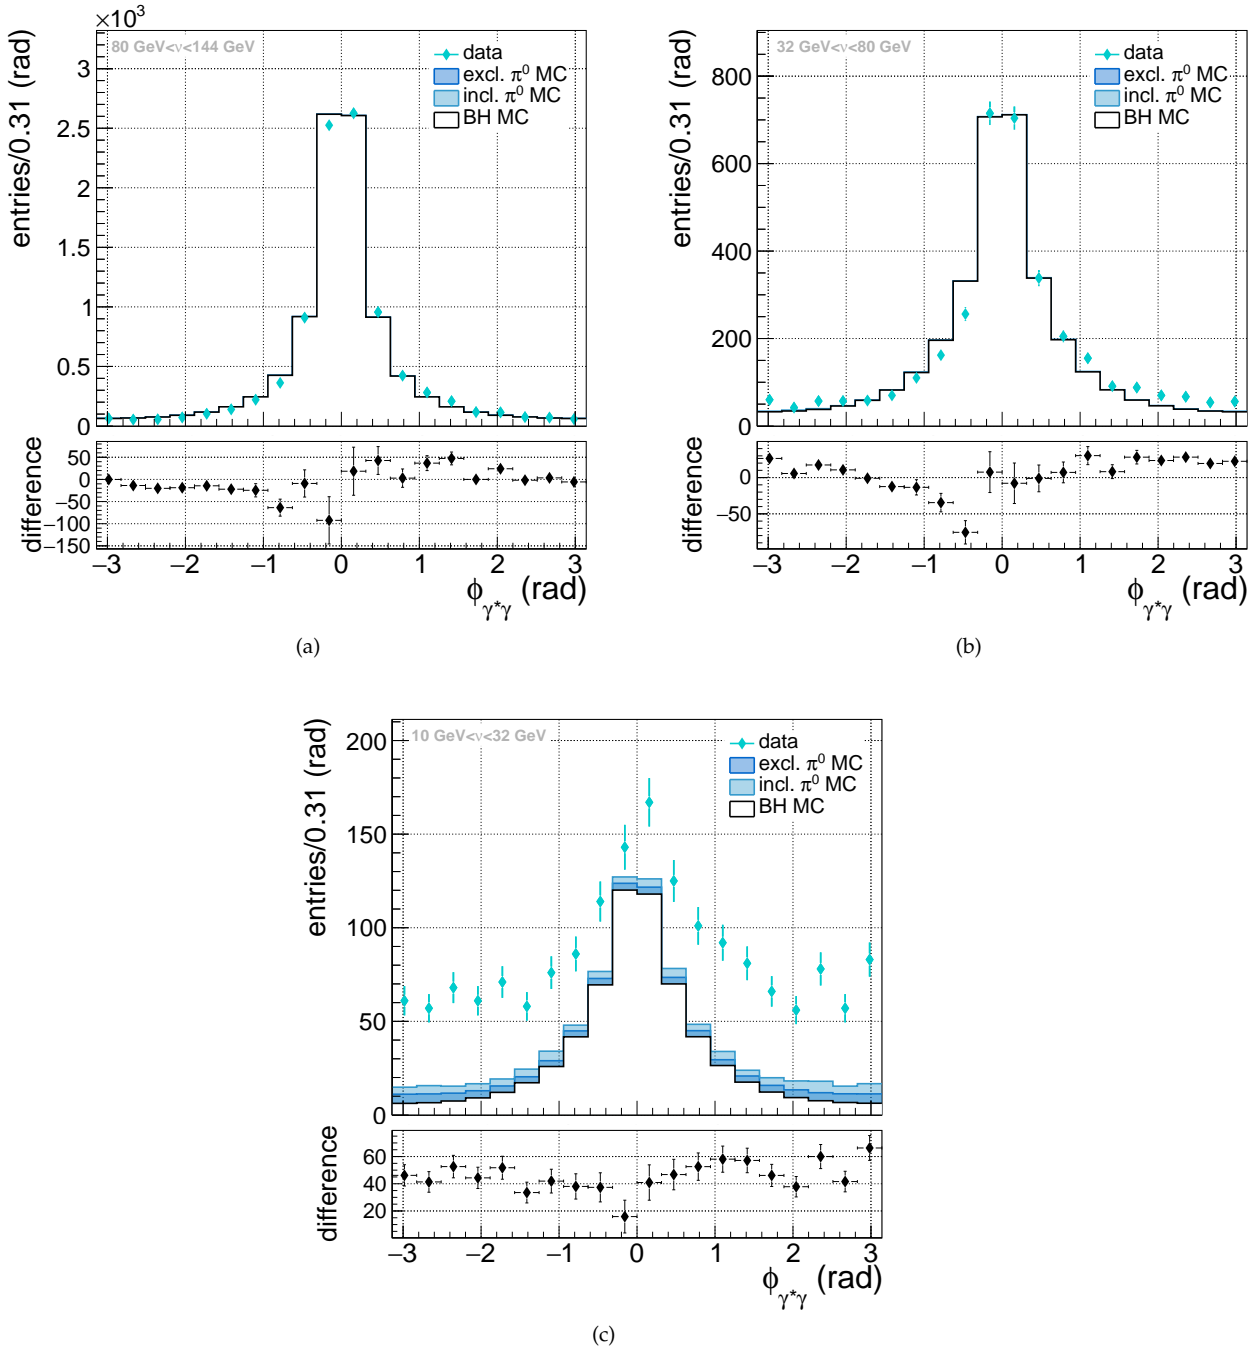 ×10³
entries/0.31 (rad)
80 GeV<ν<144 GeV
data
excl. π⁰ MC
incl. π⁰ MC
BH MC
3
2.5
2
1.5
1
0.5
0
difference
50
0
−50
−100
−150
−3 −2 −1 0 1 2 3
ϕγ*γ (rad)
(a)
entries/0.31 (rad)
32 GeV<ν<80 GeV
data
excl. π⁰ MC
incl. π⁰ MC
BH MC
800
600
400
200
0
difference
0
−50
−3 −2 −1 0 1 2 3
ϕγ*γ (rad)
(b)
entries/0.31 (rad)
10 GeV<ν<32 GeV
data
excl. π⁰ MC
incl. π⁰ MC
BH MC
200
150
100
50
0
difference
60
40
20
−3 −2 −1 0 1 2 3
ϕγ*γ (rad)
(c)